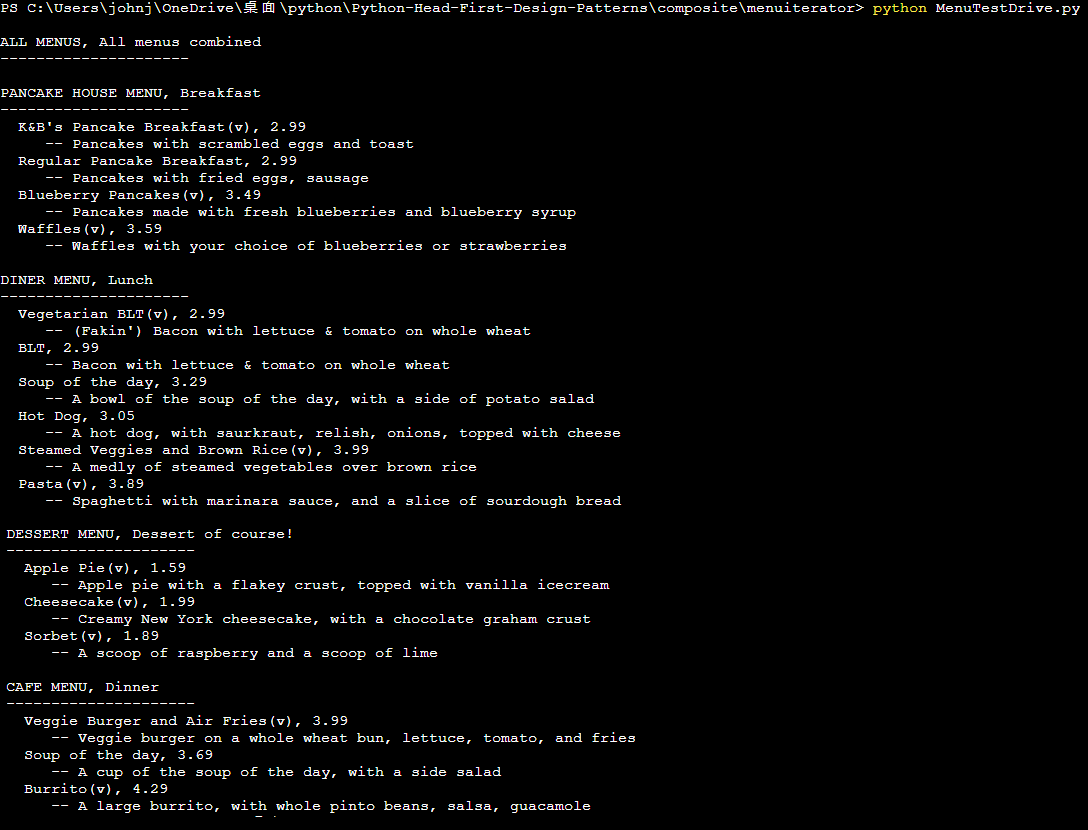 PS C:\Users\johnj\OneDrive\桌面\python\Python-Head-First-Design-Patterns\composite\menuiterator> python MenuTestDrive.py
ALL MENUS, All menus combined
---------------------
PANCAKE HOUSE MENU, Breakfast
---------------------
K&B's Pancake Breakfast(v), 2.99
-- Pancakes with scrambled eggs and toast
Regular Pancake Breakfast, 2.99
-- Pancakes with fried eggs, sausage
Blueberry Pancakes(v), 3.49
-- Pancakes made with fresh blueberries and blueberry syrup
Waffles(v), 3.59
-- Waffles with your choice of blueberries or strawberries
DINER MENU, Lunch
---------------------
Vegetarian BLT(v), 2.99
-- (Fakin') Bacon with lettuce & tomato on whole wheat
BLT, 2.99
-- Bacon with lettuce & tomato on whole wheat
Soup of the day, 3.29
-- A bowl of the soup of the day, with a side of potato salad
Hot Dog, 3.05
-- A hot dog, with saurkraut, relish, onions, topped with cheese
Steamed Veggies and Brown Rice(v), 3.99
-- A medly of steamed vegetables over brown rice
Pasta(v), 3.89
-- Spaghetti with marinara sauce, and a slice of sourdough bread
DESSERT MENU, Dessert of course!
---------------------
Apple Pie(v), 1.59
-- Apple pie with a flakey crust, topped with vanilla icecream
Cheesecake(v), 1.99
-- Creamy New York cheesecake, with a chocolate graham crust
Sorbet(v), 1.89
-- A scoop of raspberry and a scoop of lime
CAFE MENU, Dinner
---------------------
Veggie Burger and Air Fries(v), 3.99
-- Veggie burger on a whole wheat bun, lettuce, tomato, and fries
Soup of the day, 3.69
-- A cup of the soup of the day, with a side salad
Burrito(v), 4.29
-- A large burrito, with whole pinto beans, salsa, guacamole